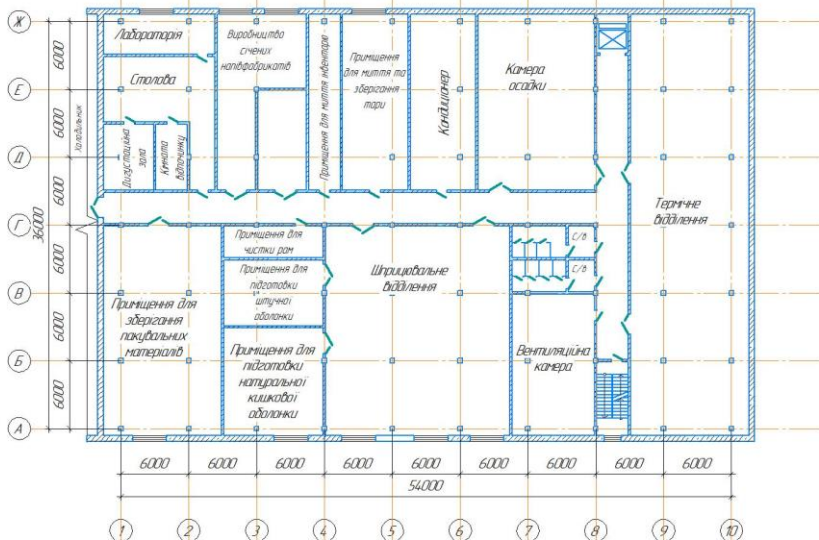 Ж
Е
Д
Г
В
Б
А
6000
6000
6000
6000
6000
6000
36000
Холодильник
Лабораторія
Столова
Дигустаційна
зала
Кімната
відпочинку
Виробництво
січених
напівфабрикатів
Приміщення для миття інвентарю
Приміщення
для миття та
зберігання
тари
Кондиціонер
Камера
осадки
Термічне
відділення
Приміщення для
чистки рам
Приміщення для
підготовки
штучної
оболонки
Шприцювальне
відділення
С/В
С/В
Приміщення для
зберігання
пакувальних
матеріалів
Приміщення для
підготовки
натуральної
кишкової
оболонки
Вентиляційна
камера
6000
6000
6000
6000
6000
6000
6000
6000
6000
54000
1
2
3
4
5
6
7
8
9
10